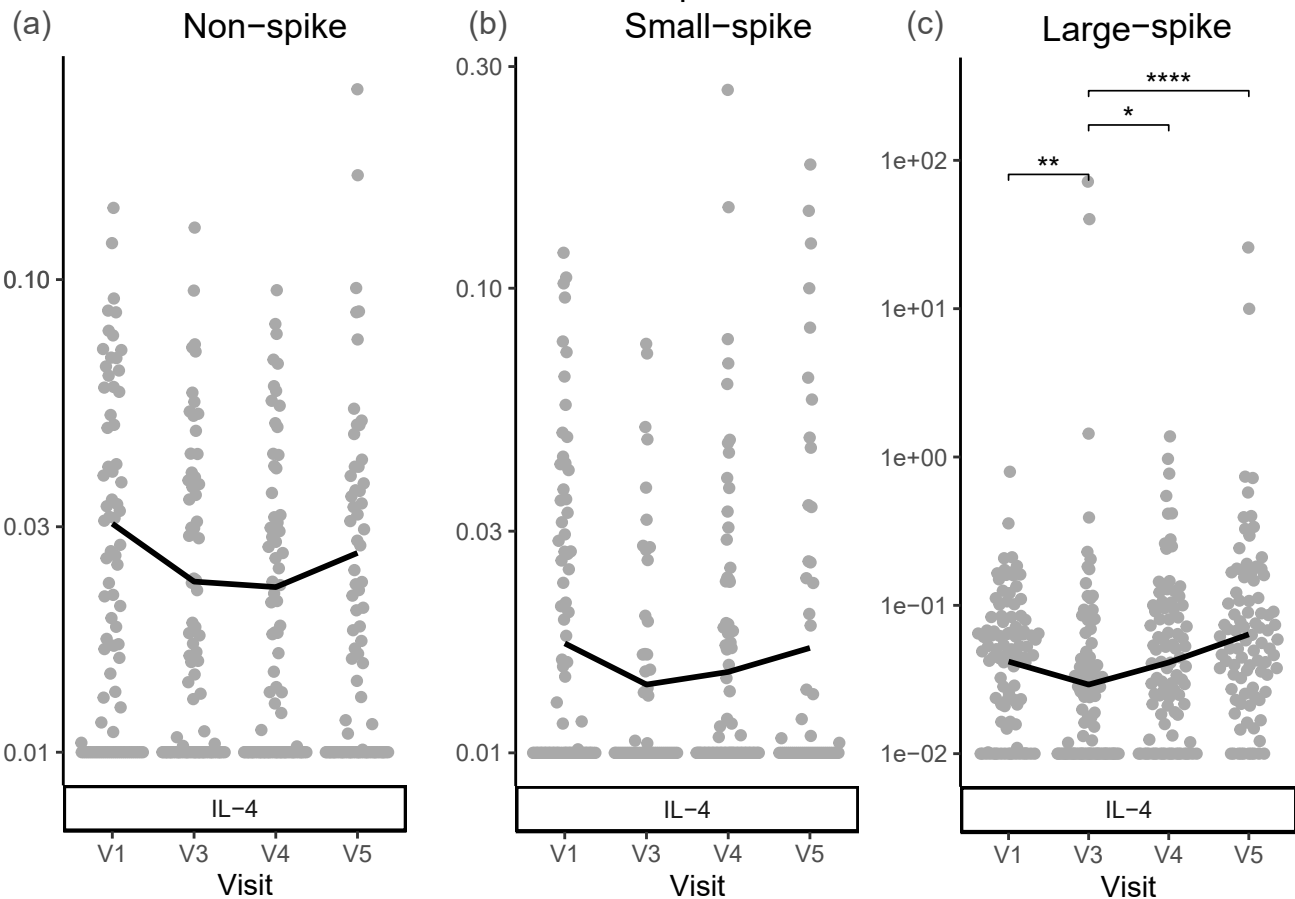 (a) Non−spike
0.10
0.03
0.01
IL−4
V1 V3 V4 V5
Visit
(b) Small−spike
0.30
0.10
0.03
0.01
IL−4
V1 V3 V4 V5
Visit
(c) Large−spike
****
*
**
1e+02
1e+01
1e+00
1e−01
1e−02
IL−4
V1 V3 V4 V5
Visit